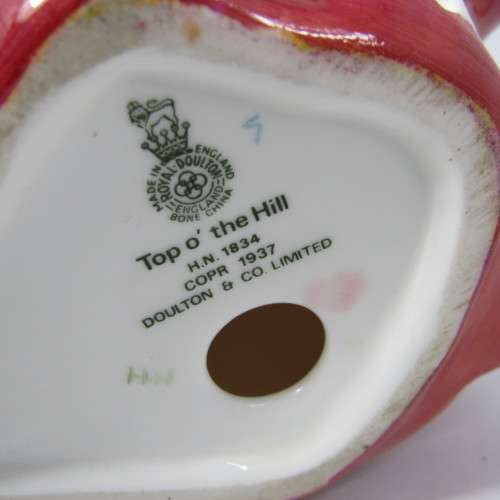 MADE IN ENGLAND
ROYAL·DOULTON
ENGLAND
BONE CHINA
Top o' the Hill
H.N. 1834
COPR 1937
DOULTON & CO. LIMITED